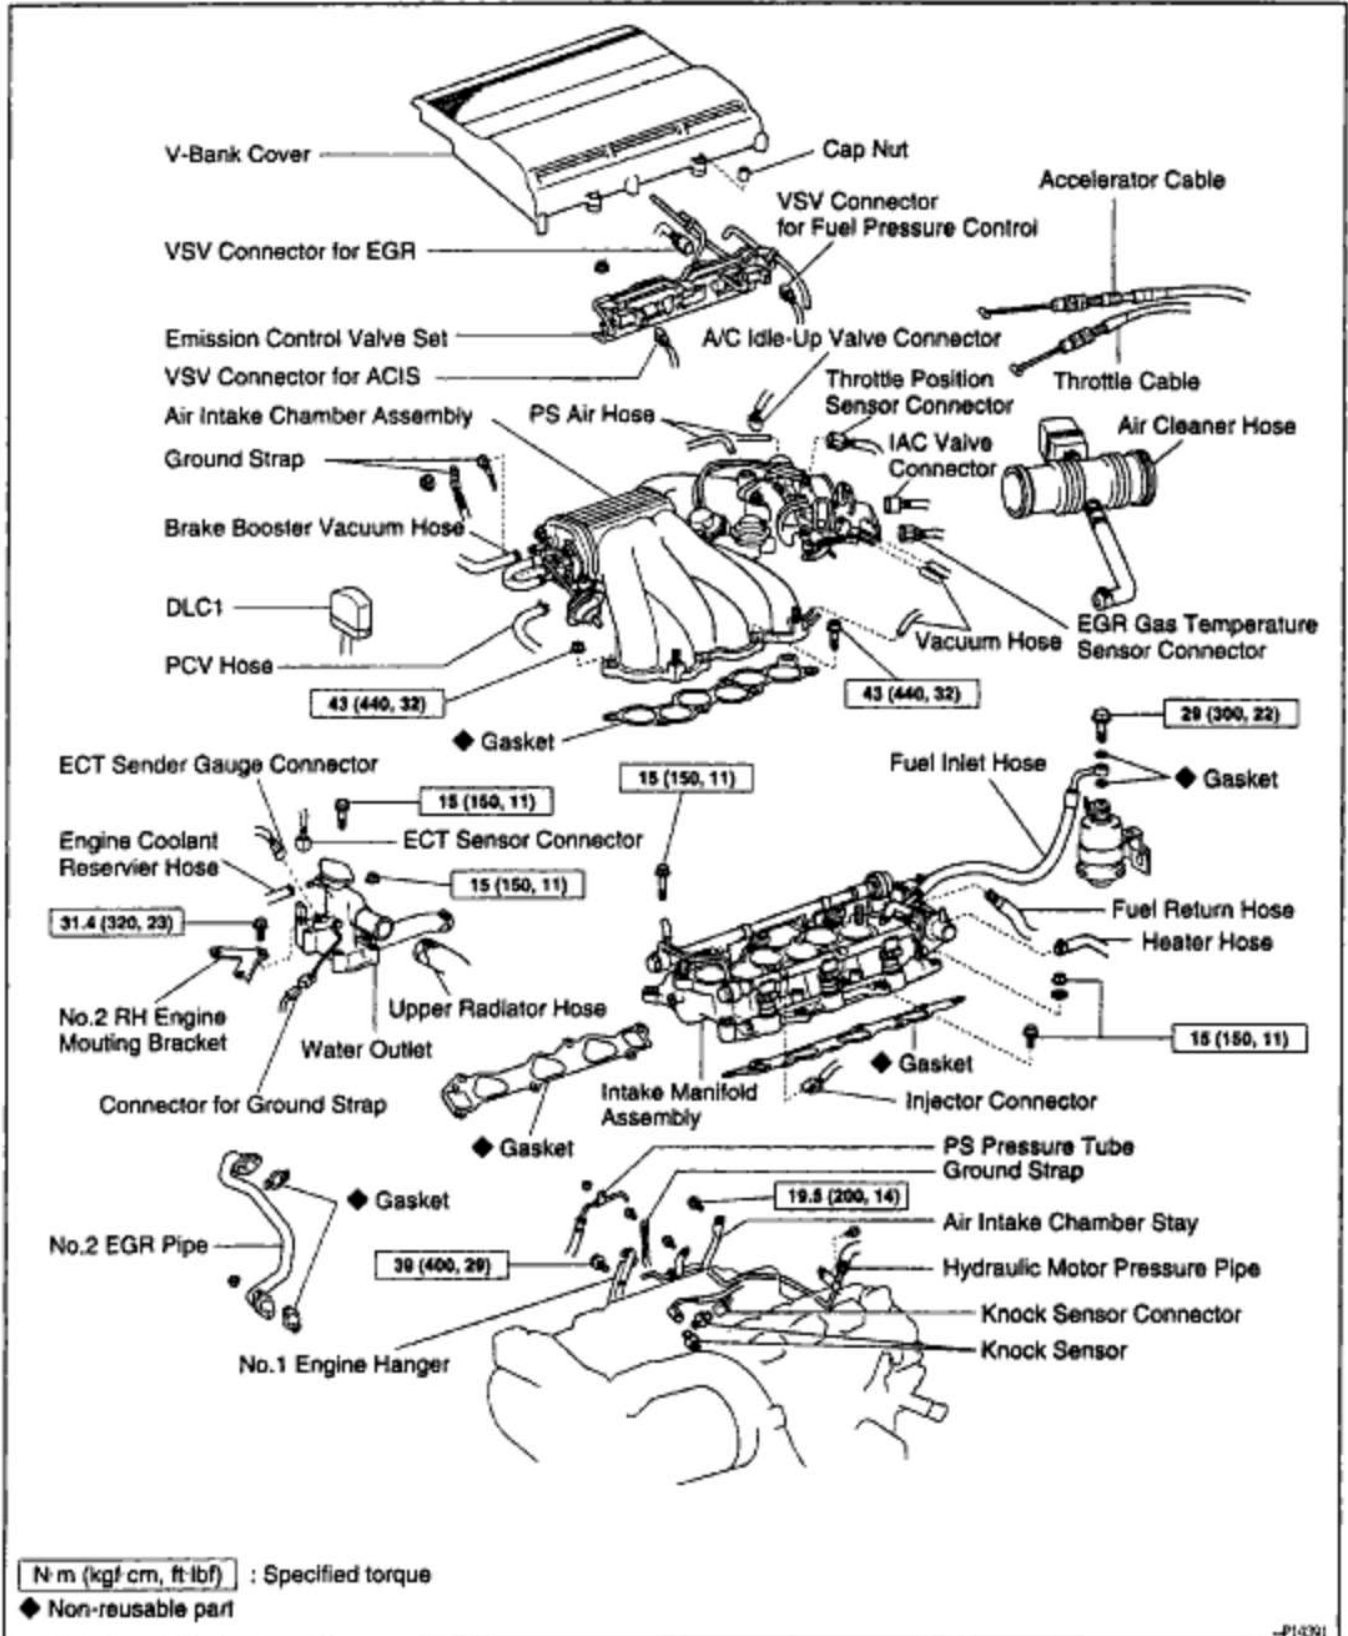 V-Bank Cover
Cap Nut
Accelerator Cable
VSV Connector
for Fuel Pressure Control
VSV Connector for EGR
Emission Control Valve Set
A/C Idle-Up Valve Connector
VSV Connector for ACIS
Throttle Position
Sensor Connector
Throttle Cable
Air Intake Chamber Assembly
PS Air Hose
Air Cleaner Hose
IAC Valve
Connector
Ground Strap
Brake Booster Vacuum Hose
DLC1
EGR Gas Temperature
Sensor Connector
Vacuum Hose
PCV Hose
43 (440, 32)
43 (440, 32)
29 (300, 22)
◆ Gasket
ECT Sender Gauge Connector
15 (150, 11)
Fuel Inlet Hose
◆ Gasket
15 (150, 11)
Engine Coolant
Reservier Hose
ECT Sensor Connector
15 (150, 11)
31.4 (320, 23)
Fuel Return Hose
Heater Hose
No.2 RH Engine
Mouting Bracket
Upper Radiator Hose
Water Outlet
15 (150, 11)
◆ Gasket
Intake Manifold
Assembly
Connector for Ground Strap
Injector Connector
◆ Gasket
PS Pressure Tube
Ground Strap
◆ Gasket
19.5 (200, 14)
Air Intake Chamber Stay
No.2 EGR Pipe
39 (400, 29)
Hydraulic Motor Pressure Pipe
Knock Sensor Connector
Knock Sensor
No.1 Engine Hanger
N·m (kgf·cm, ft·lbf) : Specified torque
◆ Non-reusable part
P14391